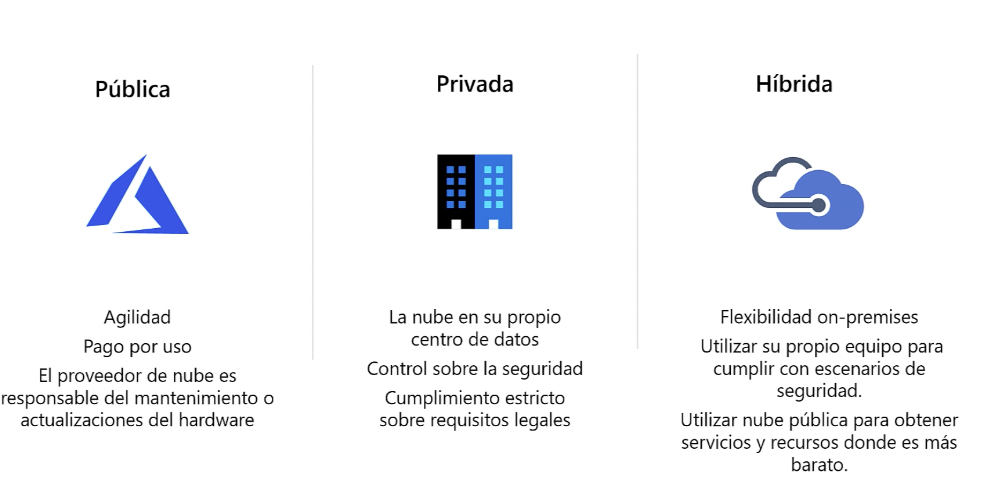 Pública
Agilidad
Pago por uso
El proveedor de nube es
responsable del mantenimiento o
actualizaciones del hardware
Privada
La nube en su propio
centro de datos
Control sobre la seguridad
Cumplimiento estricto
sobre requisitos legales
Híbrida
Flexibilidad on-premises
Utilizar su propio equipo para
cumplir con escenarios de
seguridad.
Utilizar nube pública para obtener
servicios y recursos donde es más
barato.